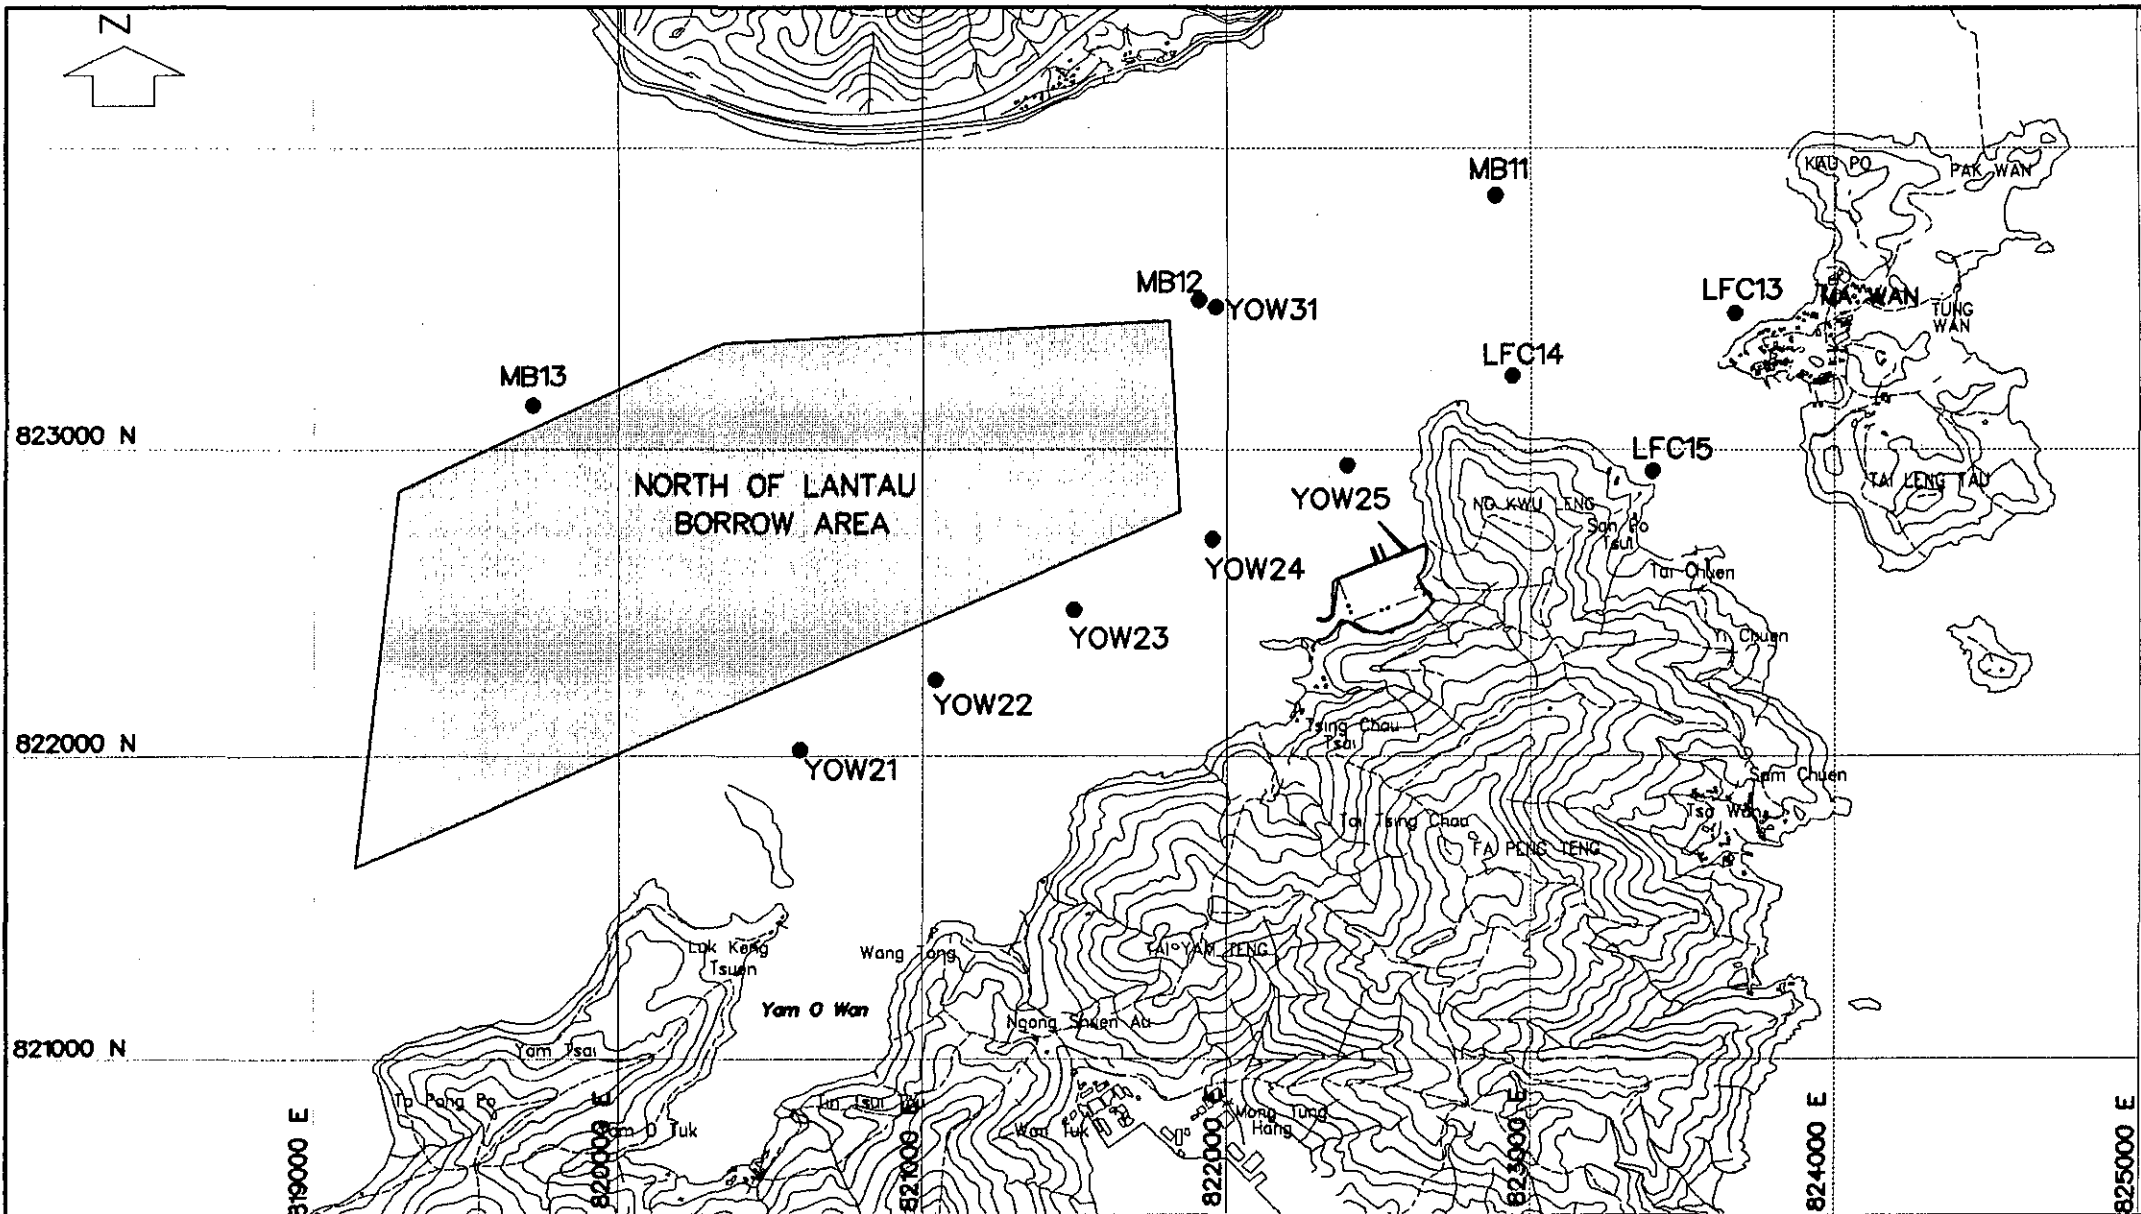 Z
KAU PO
PAK WAN
MB11
MB12
YOW31
LFC13
MA WAN
TUNG
WAN
LFC14
MB13
823000 N
LFC15
NORTH OF LANTAU
BORROW AREA
YOW25
NG KWU LENG
TAI LENG TAU
San Po
Tsui
YOW24
Tai Chuen
YOW23
Yi Chuen
YOW22
Tsing Chau
Tsai
822000 N
YOW21
Sam Chuen
Tso Wan
Tai Tsing Chau
FA PENG TENG
Luk Keng
Tsuen
Wang Tong
TAI YAM TENG
Yam O Wan
Ngong Shuen Au
821000 N
Yam Tsai
Ta Pang Po
Yam O Tuk
Wan Tuk
Mong Tung
Hang
819000 E
820000 E
821000 E
822000 E
823000 E
824000 E
825000 E